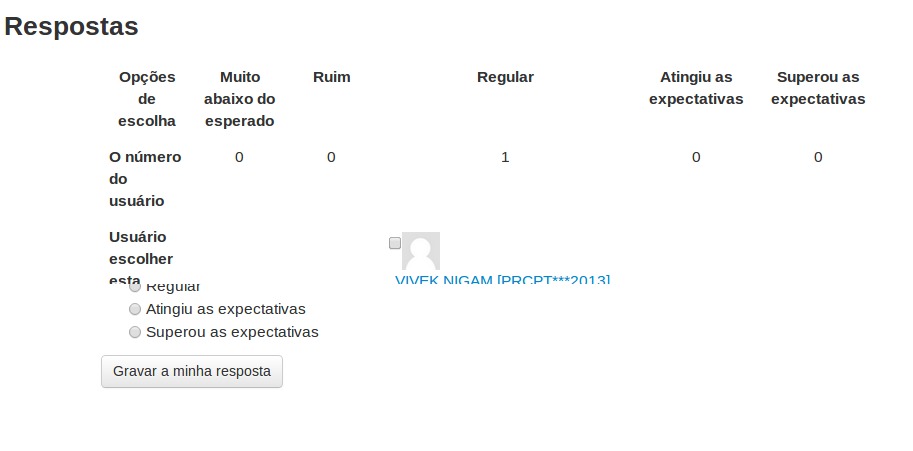 Respostas
Opções de escolha
Muito abaixo do esperado
Ruim
Regular
Atingiu as expectativas
Superou as expectativas
O número do usuário
0
0
1
0
0
Usuário escolher esta
VIVEK NIGAM [PRCPT***2013]
Regular
Atingiu as expectativas
Superou as expectativas
Gravar a minha resposta